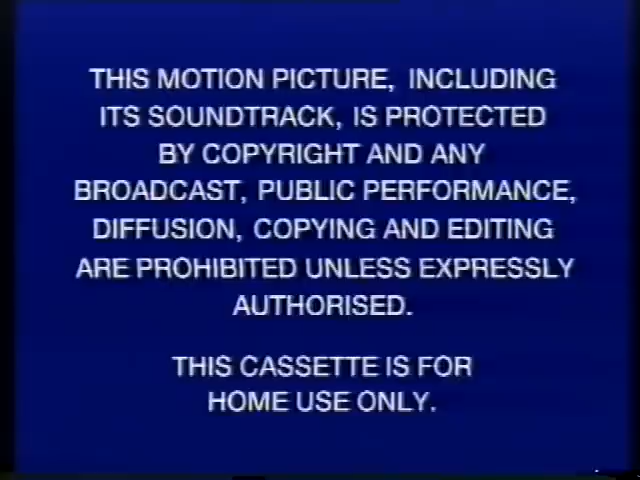 THIS MOTION PICTURE, INCLUDING
ITS SOUNDTRACK, IS PROTECTED
BY COPYRIGHT AND ANY
BROADCAST, PUBLIC PERFORMANCE,
DIFFUSION, COPYING AND EDITING
ARE PROHIBITED UNLESS EXPRESSLY
AUTHORISED.
THIS CASSETTE IS FOR
HOME USE ONLY.